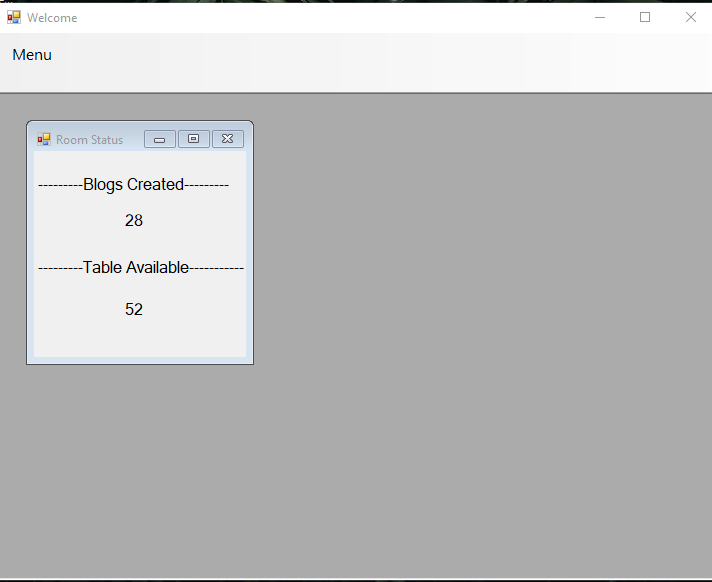 Welcome
Menu
Room Status
---------Blogs Created---------
28
---------Table Available-----------
52